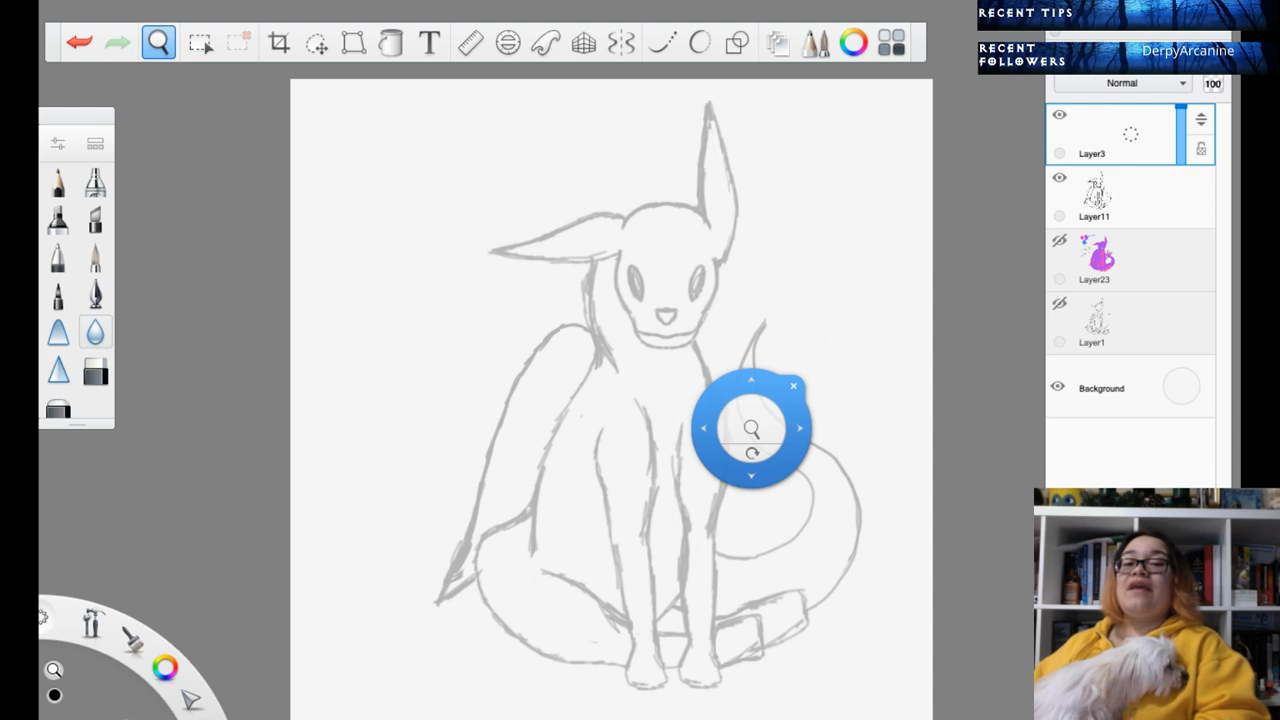 RECENT TIPS
RECENT
FOLLOWERS
DerpyArcanine
T
Normal
100
Layer3
Layer11
Layer23
Layer1
Background